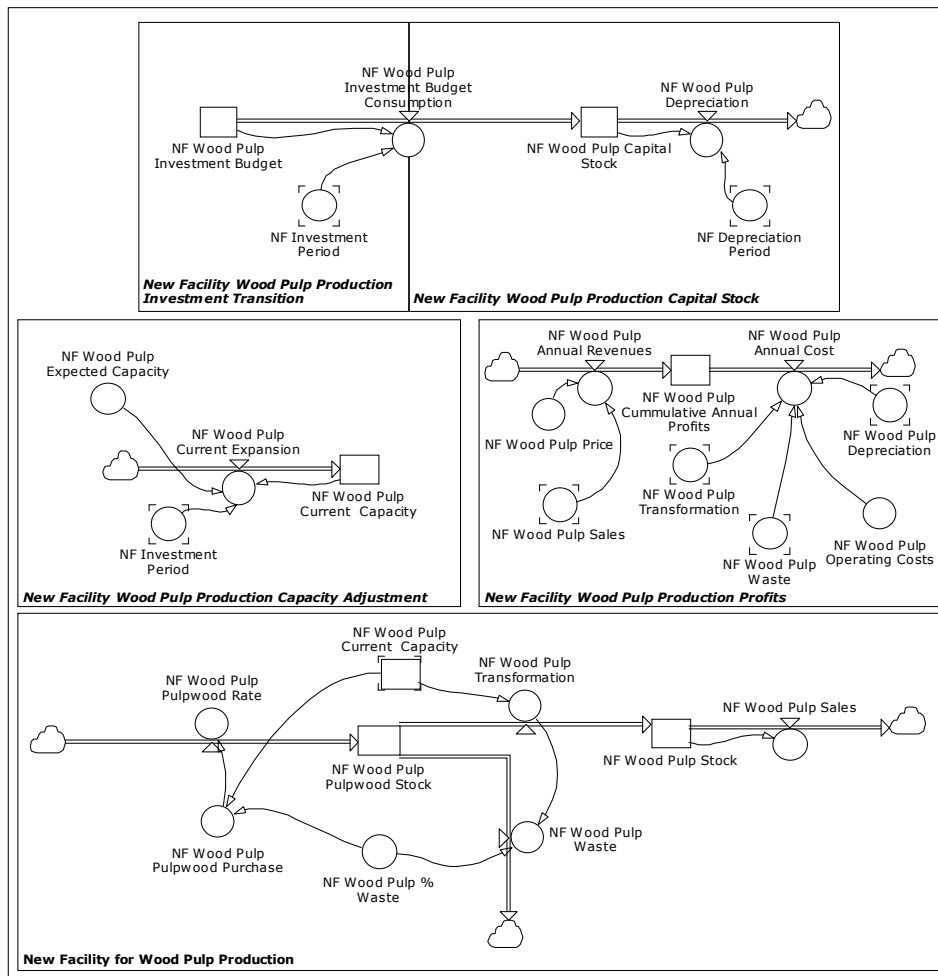 NF Wood Pulp
Investment Budget
Consumption
NF Wood Pulp
Depreciation
NF Wood Pulp
Investment Budget
NF Wood Pulp Capital
Stock
NF Investment
Period
NF Depreciation
Period
New Facility Wood Pulp Production
Investment Transition
New Facility Wood Pulp Production Capital Stock
NF Wood Pulp
Expected Capacity
NF Wood Pulp
Current Expansion
NF Wood Pulp
Current Capacity
NF Investment
Period
New Facility Wood Pulp Production Capacity Adjustment
NF Wood Pulp
Annual Revenues
NF Wood Pulp
Annual Cost
NF Wood Pulp
Cummulative Annual
Profits
NF Wood Pulp Price
NF Wood Pulp
Depreciation
NF Wood Pulp
Transformation
NF Wood Pulp Sales
NF Wood Pulp
Waste
NF Wood Pulp
Operating Costs
New Facility Wood Pulp Production Profits
NF Wood Pulp
Current Capacity
NF Wood Pulp
Transformation
NF Wood Pulp
Pulpwood Rate
NF Wood Pulp Sales
NF Wood Pulp
Pulpwood Stock
NF Wood Pulp Stock
NF Wood Pulp
Pulpwood Purchase
NF Wood Pulp %
Waste
NF Wood Pulp
Waste
New Facility for Wood Pulp Production